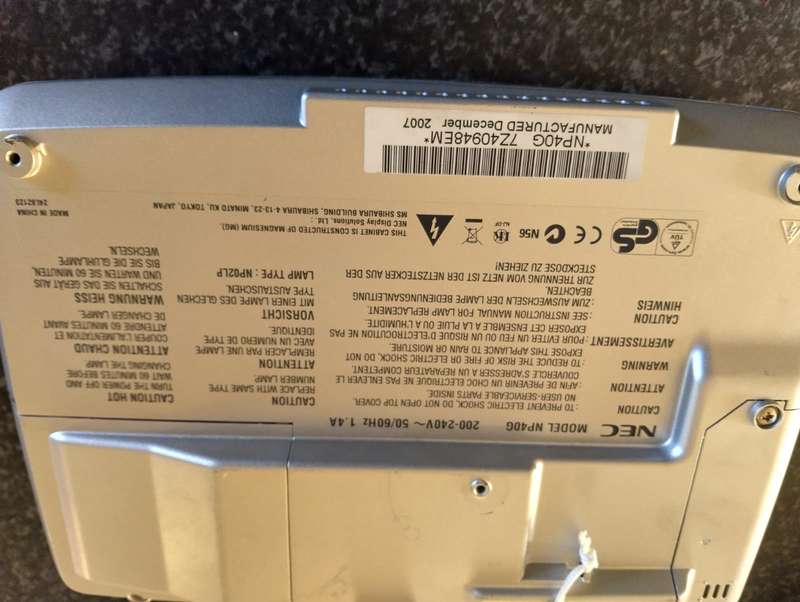 NEC MODEL NP40G 200-240V~ 50/60Hz 1.4A
CAUTION : TO PREVENT ELECTRIC SHOCK, DO NOT OPEN TOP COVER.
NO USER-SERVICEABLE PARTS INSIDE.
ATTENTION : AFIN DE PREVENIR UN CHOC ELECTRIQUE NE PAS ENLEVER LE
COUVERCLE. S'ADRESSER A UN REPARATEUR COMPETENT.
WARNING : TO REDUCE THE RISK OF FIRE OR ELECTRIC SHOCK, DO NOT
EXPOSE THIS APPLIANCE TO RAIN OR MOISTURE.
AVERTISSEMENT : POUR EVITER UN FEU OU UN RISQUE D'ELECTROCUTION NE PAS
EXPOSER CET ENSEMBLE A LA PLUIE OU A L'HUMIDITE.
CAUTION : SEE INSTRUCTION MANUAL FOR LAMP REPLACEMENT.
HINWEIS : ZUM AUSWECHSELN DER LAMPE BEDIENUNGSANLEITUNG
BEACHTEN.
ZUR TRENNUNG VOM NETZ IST DER NETZSTECKER AUS DER
STECKDOSE ZU ZIEHEN!
CAUTION
REPLACE WITH SAME TYPE
NUMBER LAMP.
ATTENTION
REMPLACER PAR UNE LAMPE
AVEC UN NUMERO DE TYPE
IDENTIQUE.
VORSICHT
MIT EINER LAMPE DES GLECHEN
TYPE AUSTAUSCHEN.
LAMP TYPE : NP02LP
CAUTION HOT
TURN THE POWER OFF AND
WAIT 60 MINUTES BEFORE
CHANGING THE LAMP.
ATTENTION CHAUD
COUPER L'ALIMENTATION ET
ATTENDRE 60 MINUTES AVANT
DE CHANGER LAMPE.
WARNUNG HEISS
SCHALTEN SIE DAS GERÄT AUS
UND WARTEN SIE 60 MINUTEN,
BIS SIE DIE GLUHLAMPE
WECHSELN.
TÜV
GS
CE
N56
THIS CABINET IS CONSTRUCTED OF MAGNESIUM (MG).
NEC Display Solutions, Ltd.:
MS SHIBAURA BUILDING, SHIBAURA 4-13-23, MINATO KU, TOKYO, JAPAN
MADE IN CHINA
24L82123
*NP40G 7Z40948EM*
MANUFACTURED December 2007